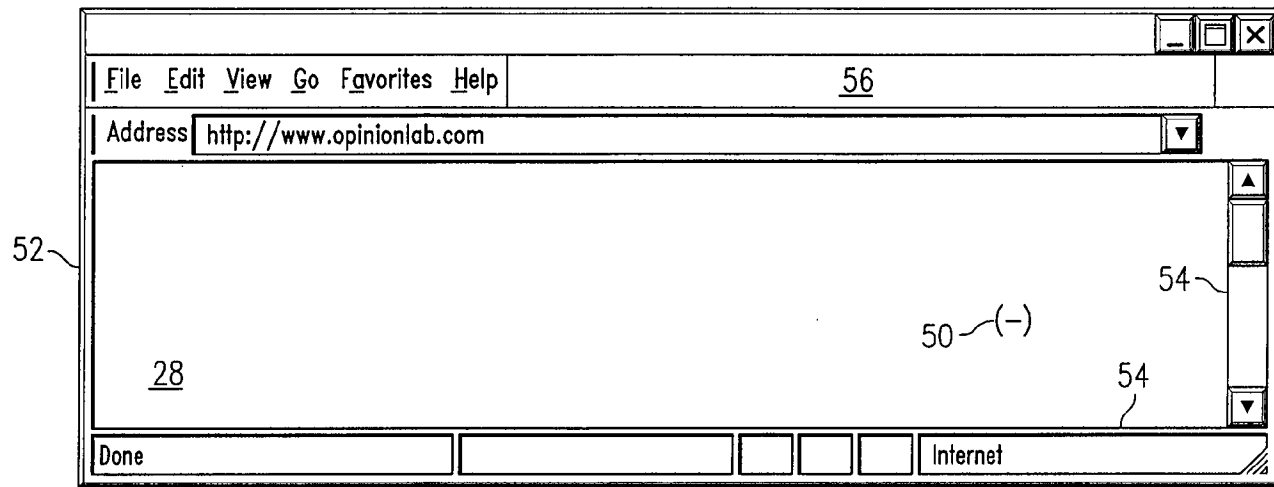 File Edit View Go Favorites Help 56
Address http://www.opinionlab.com
52
54
50 (-)
28
54
Done Internet